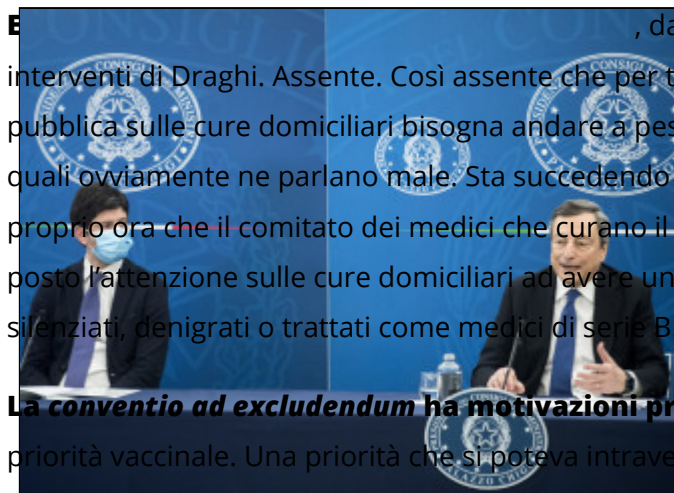 E , da
interventi di Draghi. Assente. Così assente che per t
pubblica sulle cure domiciliari bisogna andare a pes
quali ovviamente ne parlano male. Sta succedendo
proprio ora che il comitato dei medici che curano il
posto l'attenzione sulle cure domiciliari ad avere un
silenziati, denigrati o trattati come medici di serie B
La conventio ad excludendum ha motivazioni pr
priorità vaccinale. Una priorità che si poteva intrave